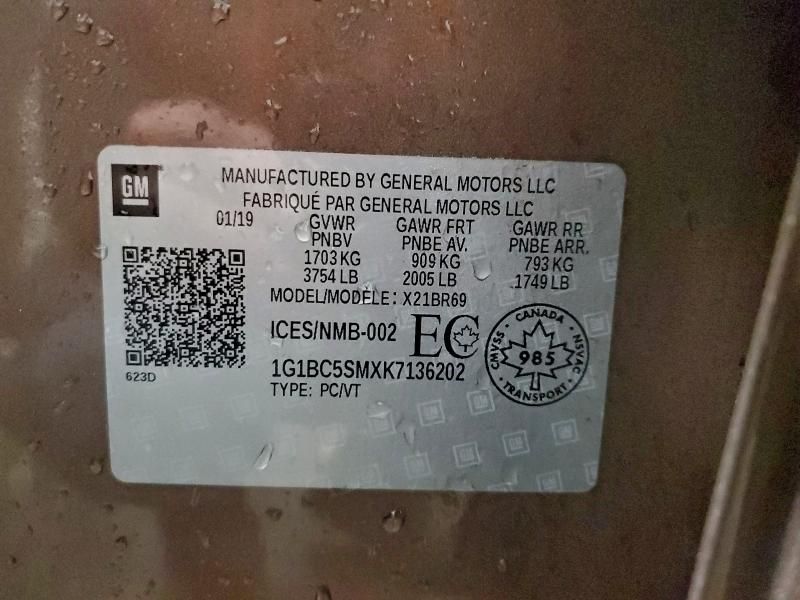 GM
MANUFACTURED BY GENERAL MOTORS LLC
FABRIQUÉ PAR GENERAL MOTORS LLC
01/19 GVWR GAWR FRT GAWR RR
PNBV PNBE AV. PNBE ARR.
1703 KG 909 KG 793 KG
3754 LB 2005 LB 1749 LB
MODEL/MODÈLE: X21BR69
ICES/NMB-002 EC
CANADA
CMVSS · NSVAC
985
TRANSPORT
1G1BC5SMXK7136202
TYPE: PC/VT
623D